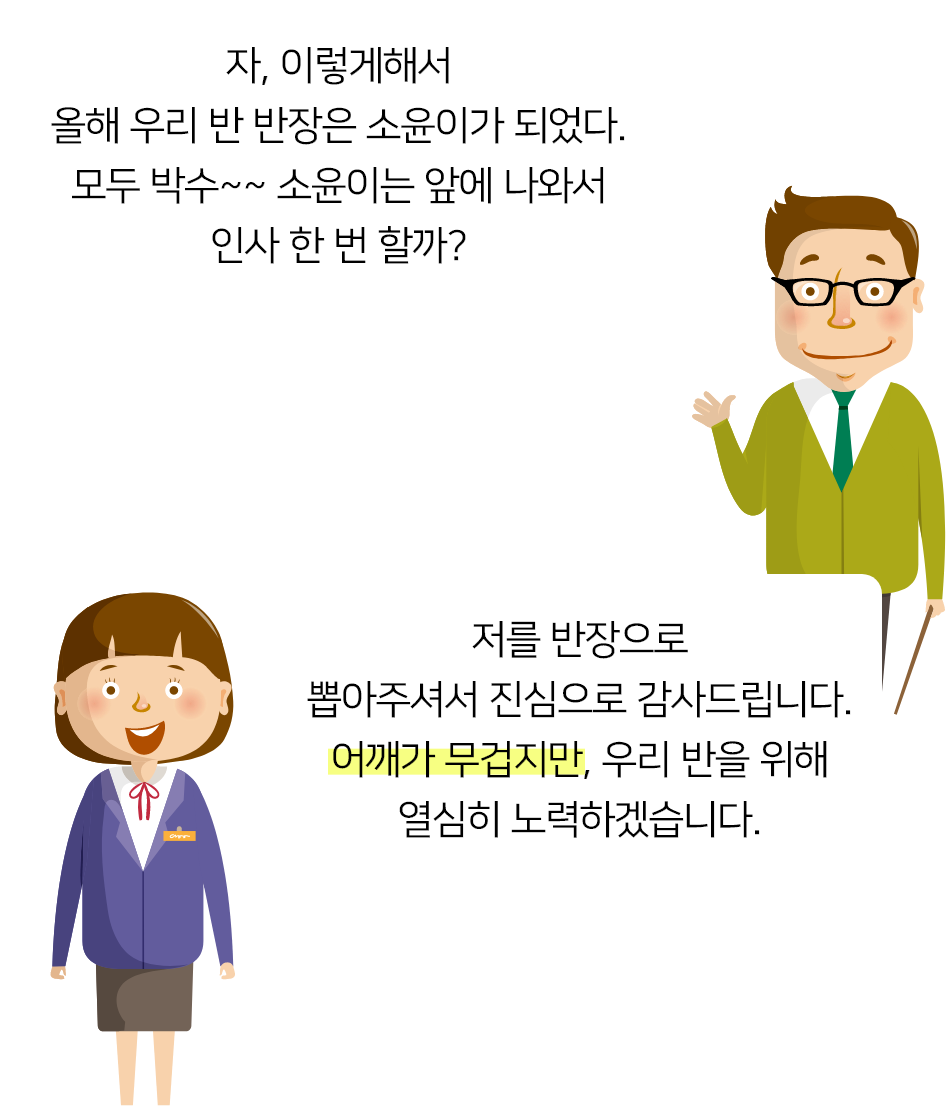 자, 이렇게해서
올해 우리 반 반장은 소윤이가 되었다.
모두 박수~~ 소윤이는 앞에 나와서
인사 한 번 할까?
저를 반장으로
뽑아주셔서 진심으로 감사드립니다.
어깨가 무겁지만, 우리 반을 위해
열심히 노력하겠습니다.